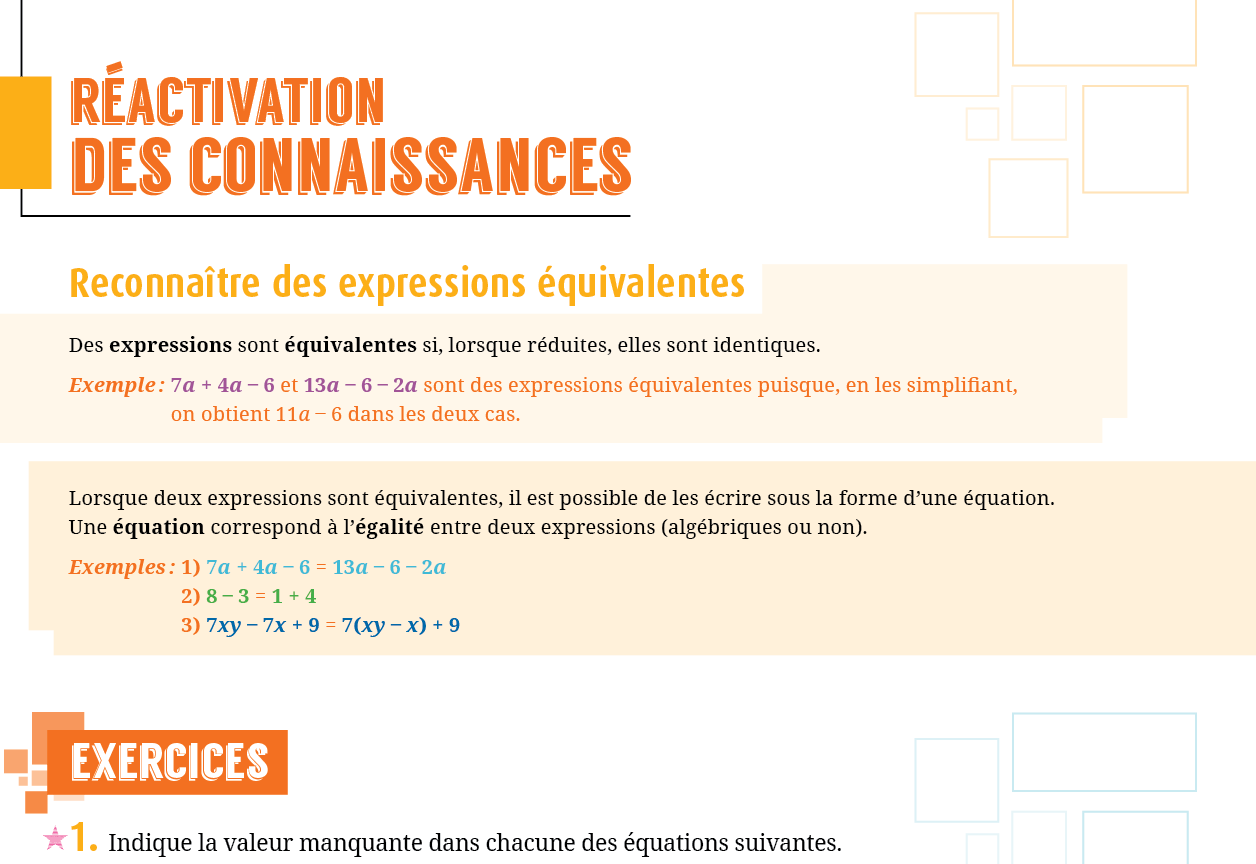 RÉACTIVATION
DES CONNAISSANCES
Reconnaître des expressions équivalentes
Des expressions sont équivalentes si, lorsque réduites, elles sont identiques.
Exemple : 7a + 4a – 6 et 13a – 6 – 2a sont des expressions équivalentes puisque, en les simplifiant,
on obtient 11a – 6 dans les deux cas.
Lorsque deux expressions sont équivalentes, il est possible de les écrire sous la forme d’une équation.
Une équation correspond à l’égalité entre deux expressions (algébriques ou non).
Exemples : 1) 7a + 4a – 6 = 13a – 6 – 2a
2) 8 – 3 = 1 + 4
3) 7xy – 7x + 9 = 7(xy – x) + 9
EXERCICES
1. Indique la valeur manquante dans chacune des équations suivantes.